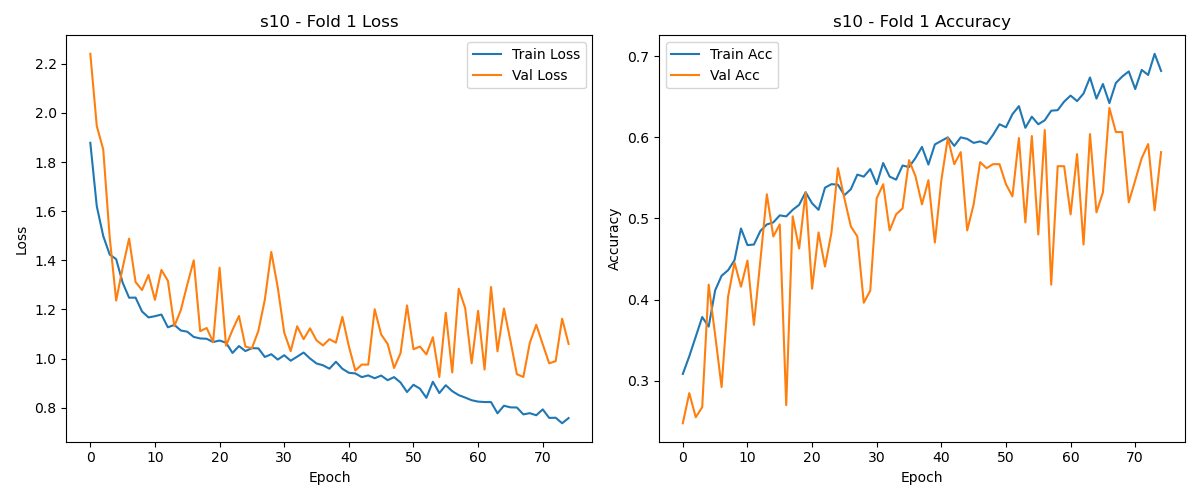 s10 - Fold 1 Loss
Train Loss
Val Loss
Loss
2.2
2.0
1.8
1.6
1.4
1.2
1.0
0.8
0 10 20 30 40 50 60 70
Epoch
s10 - Fold 1 Accuracy
Train Acc
Val Acc
Accuracy
0.7
0.6
0.5
0.4
0.3
0 10 20 30 40 50 60 70
Epoch